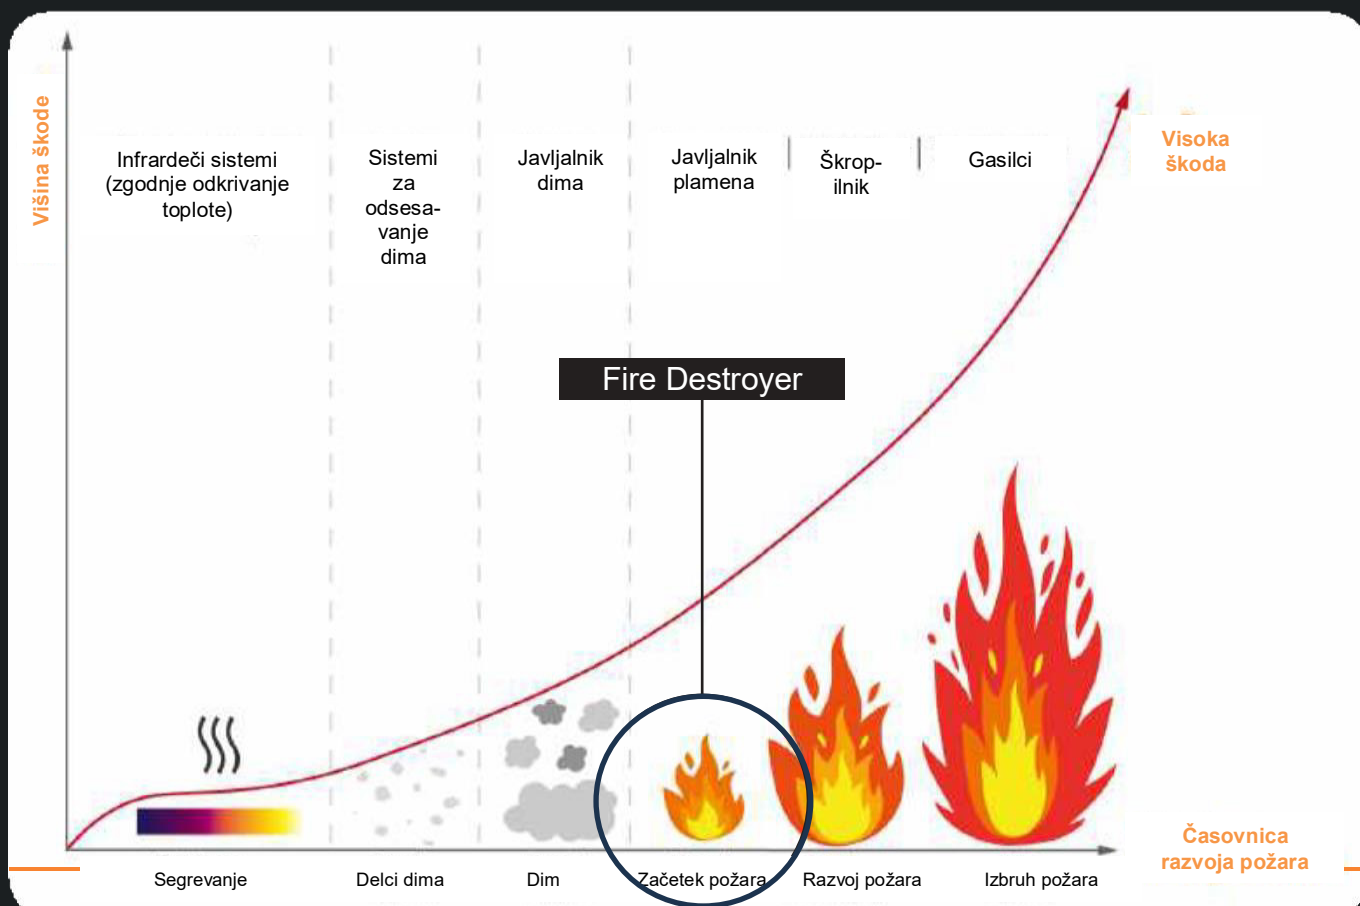 Višina škode
Infrardeči sistemi
(zgodnje odkrivanje
toplote)
Sistemi
za
odsesa-
vanje
dima
Javljalnik
dima
Javljalnik
plamena
Škrop-
ilnik
Gasilci
Visoka
škoda
Fire Destroyer
Časovnica
razvoja požara
Segrevanje
Delci dima
Dim
Začetek požara
Razvoj požara
Izbruh požara